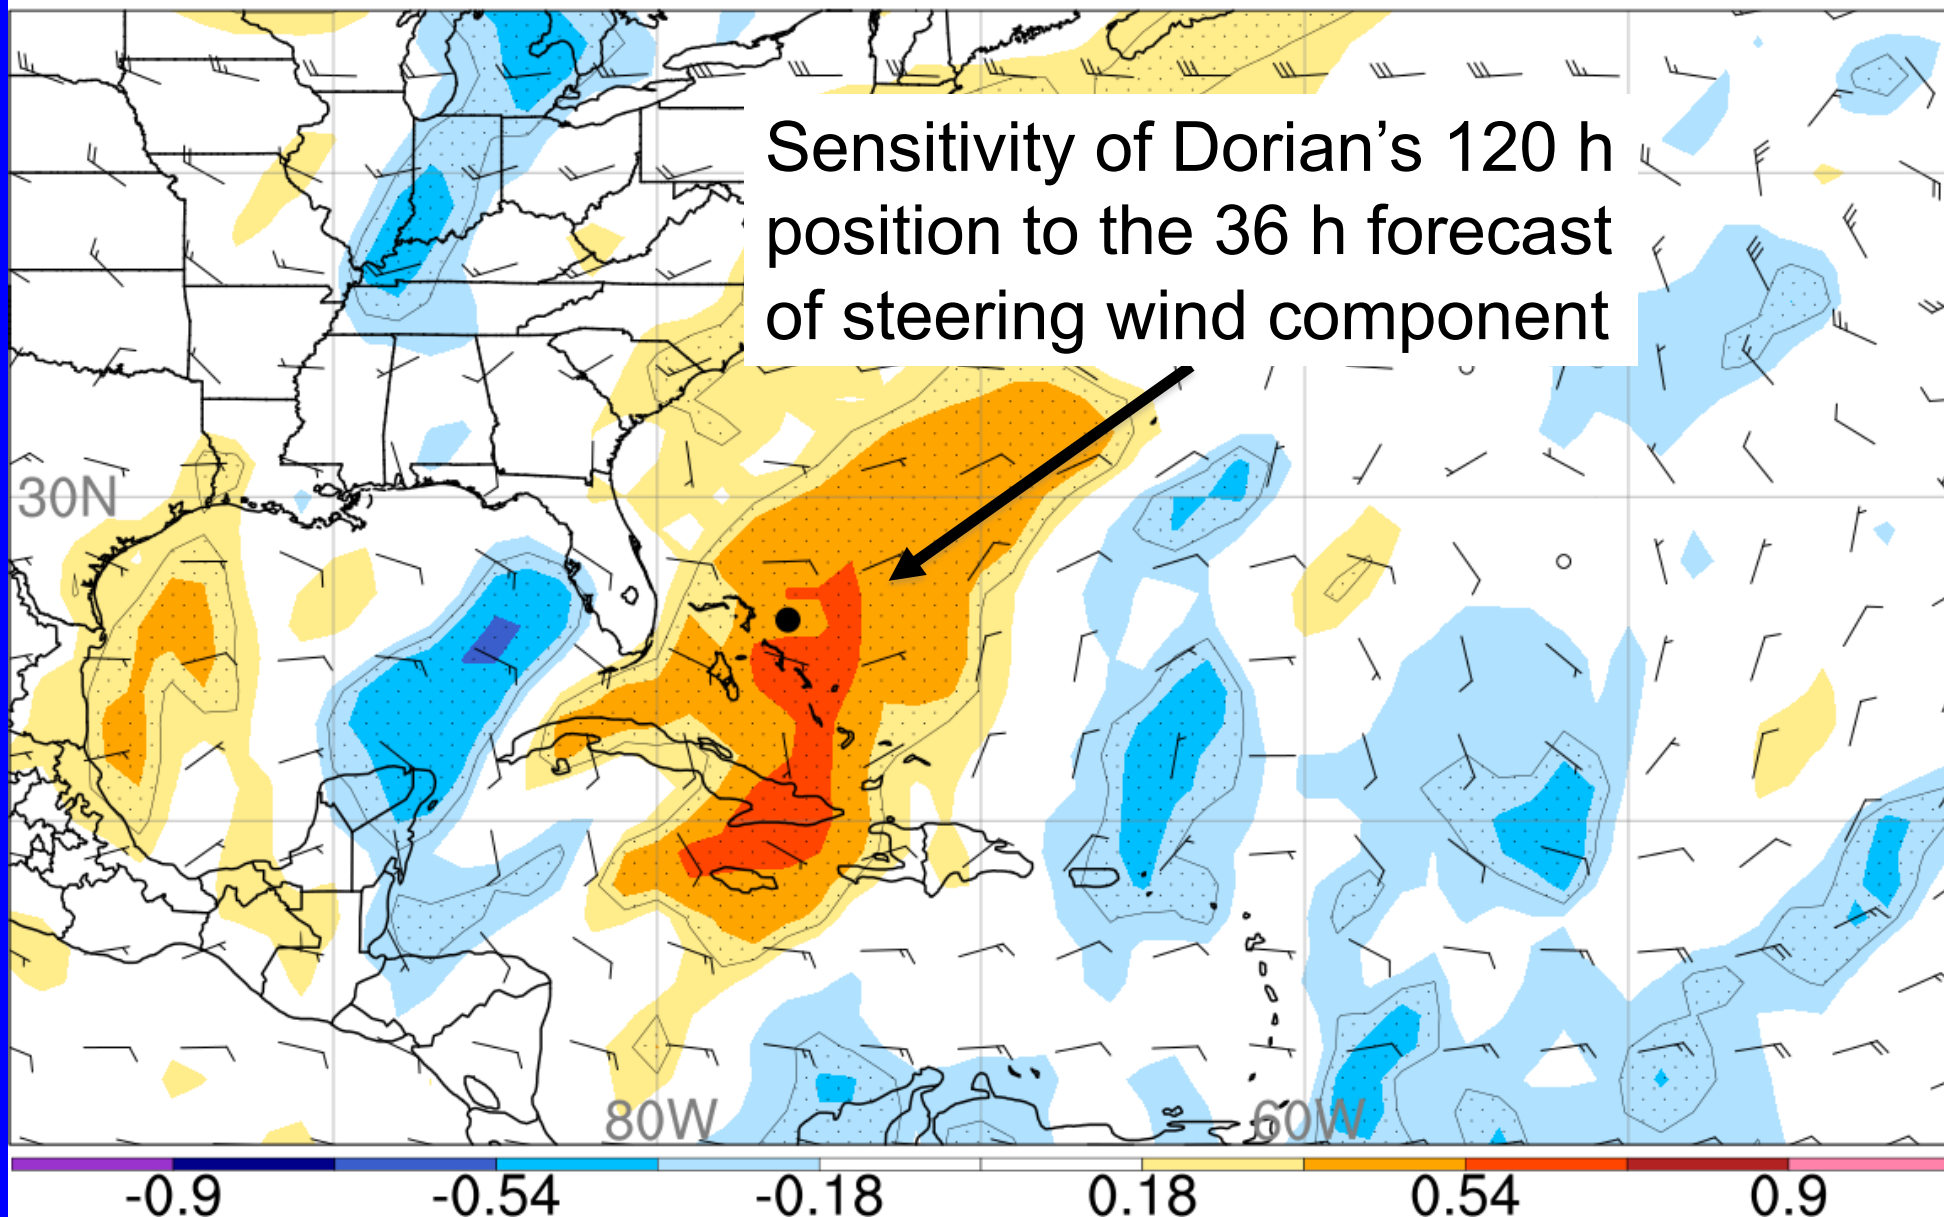 Sensitivity of Dorian’s 120 h
position to the 36 h forecast
of steering wind component
30N
80W
60W
-0.9 -0.54 -0.18 0.18 0.54 0.9